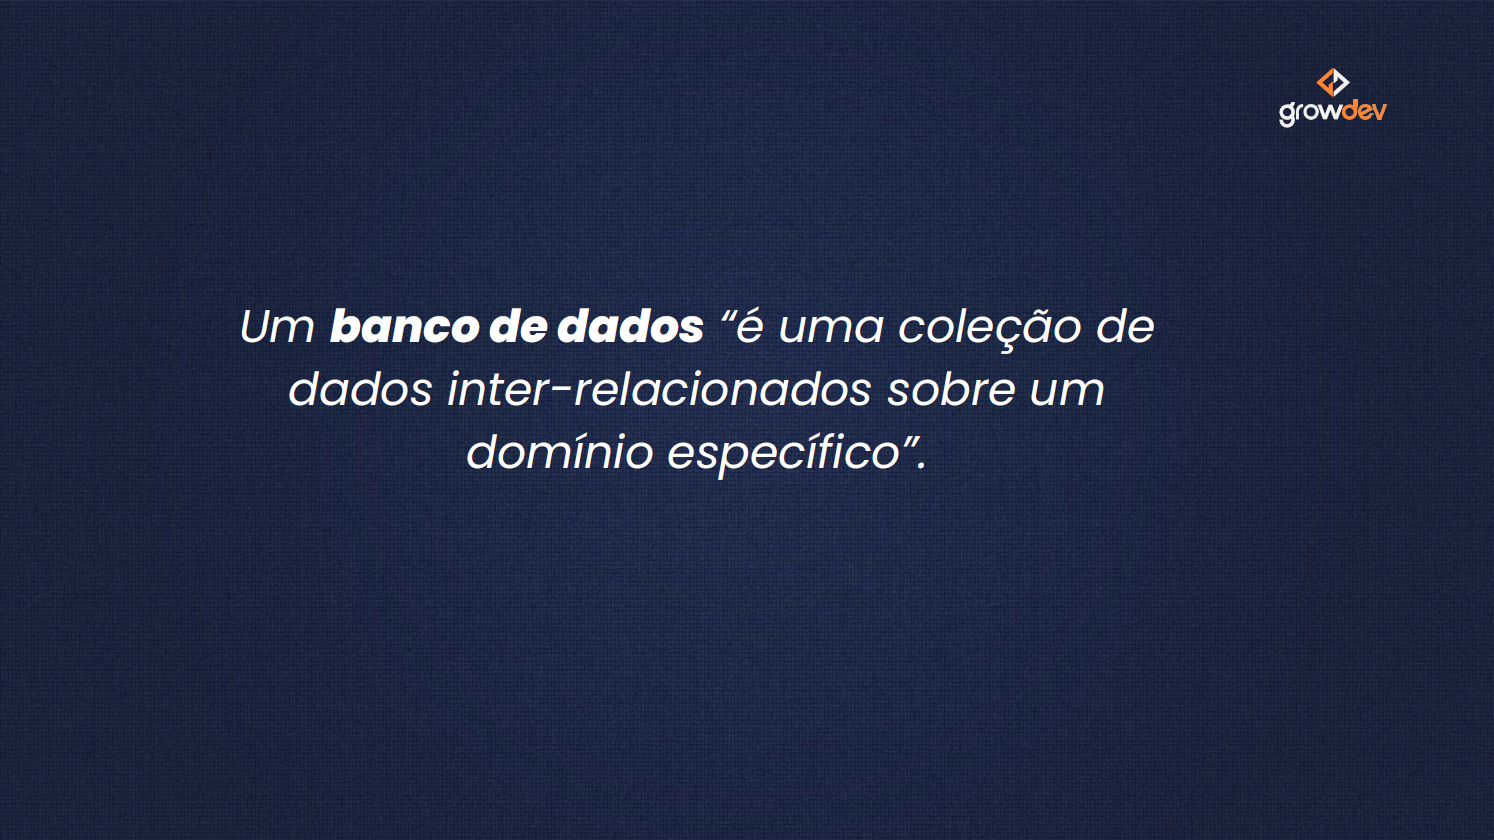 growdev
Um banco de dados “é uma coleção de
dados inter-relacionados sobre um
domínio específico”.